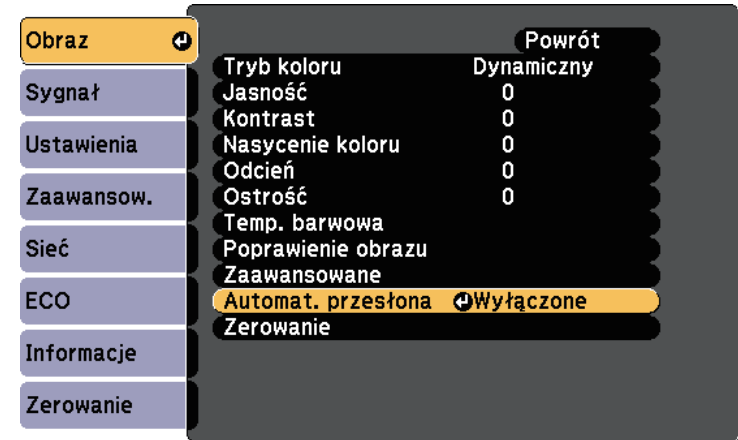 Obraz
Sygnał
Ustawienia
Zaawansow.
Sieć
ECO
Informacje
Zerowanie
Powrót
Tryb koloru Dynamiczny
Jasność 0
Kontrast 0
Nasycenie koloru 0
Odcień 0
Ostrość 0
Temp. barwowa
Poprawienie obrazu
Zaawansowane
Automat. przesłona Wyłączone
Zerowanie